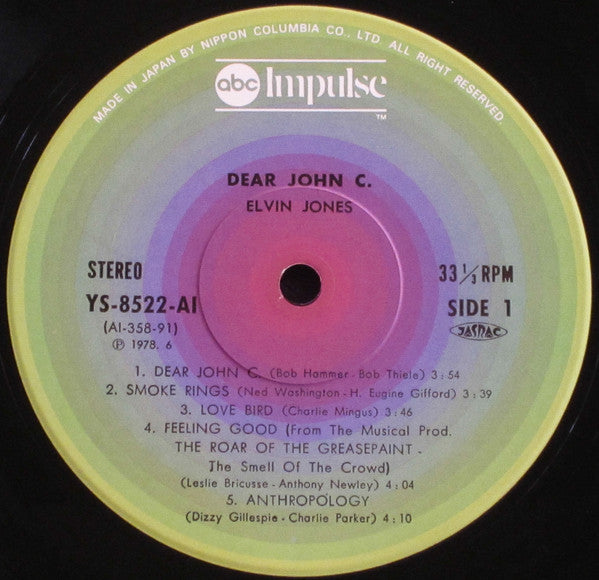 MADE IN JAPAN BY NIPPON COLUMBIA CO., LTD ALL RIGHT RESERVED.
abc Impulse
TM
DEAR JOHN C.
ELVIN JONES
STEREO
33 1/3 RPM
YS-8522-AI
SIDE 1
(AI-358-91)
JASRAC
℗ 1978. 6
1. DEAR JOHN C. (Bob Hammer - Bob Thiele) 3:54
2. SMOKE RINGS (Ned Washington - H. Eugine Gifford) 3:39
3. LOVE BIRD (Charlie Mingus) 3:46
4. FEELING GOOD (From The Musical Prod.
THE ROAR OF THE GREASEPAINT -
The Smell Of The Crowd)
(Leslie Bricusse - Anthony Newley) 4:04
5. ANTHROPOLOGY
(Dizzy Gillespie - Charlie Parker) 4:10